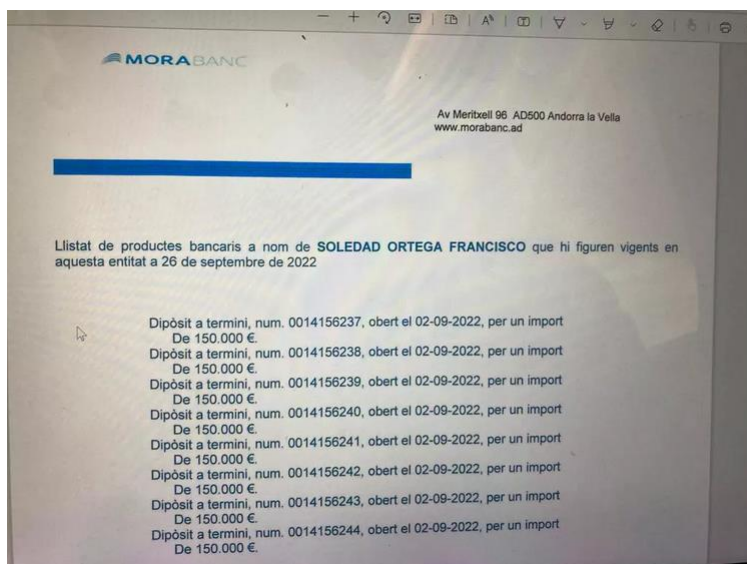 MORABANC
Av Meritxell 96 AD500 Andorra la Vella
www.morabanc.ad
Llistat de productes bancaris a nom de SOLEDAD ORTEGA FRANCISCO que hi figuren vigents en
aquesta entitat a 26 de septembre de 2022
Dipòsit a termini, num. 0014156237, obert el 02-09-2022, per un import
De 150.000 €.
Dipòsit a termini, num. 0014156238, obert el 02-09-2022, per un import
De 150.000 €.
Dipòsit a termini, num. 0014156239, obert el 02-09-2022, per un import
De 150.000 €.
Dipòsit a termini, num. 0014156240, obert el 02-09-2022, per un import
De 150.000 €.
Dipòsit a termini, num. 0014156241, obert el 02-09-2022, per un import
De 150.000 €.
Dipòsit a termini, num. 0014156242, obert el 02-09-2022, per un import
De 150.000 €.
Dipòsit a termini, num. 0014156243, obert el 02-09-2022, per un import
De 150.000 €.
Dipòsit a termini, num. 0014156244, obert el 02-09-2022, per un import
De 150.000 €.